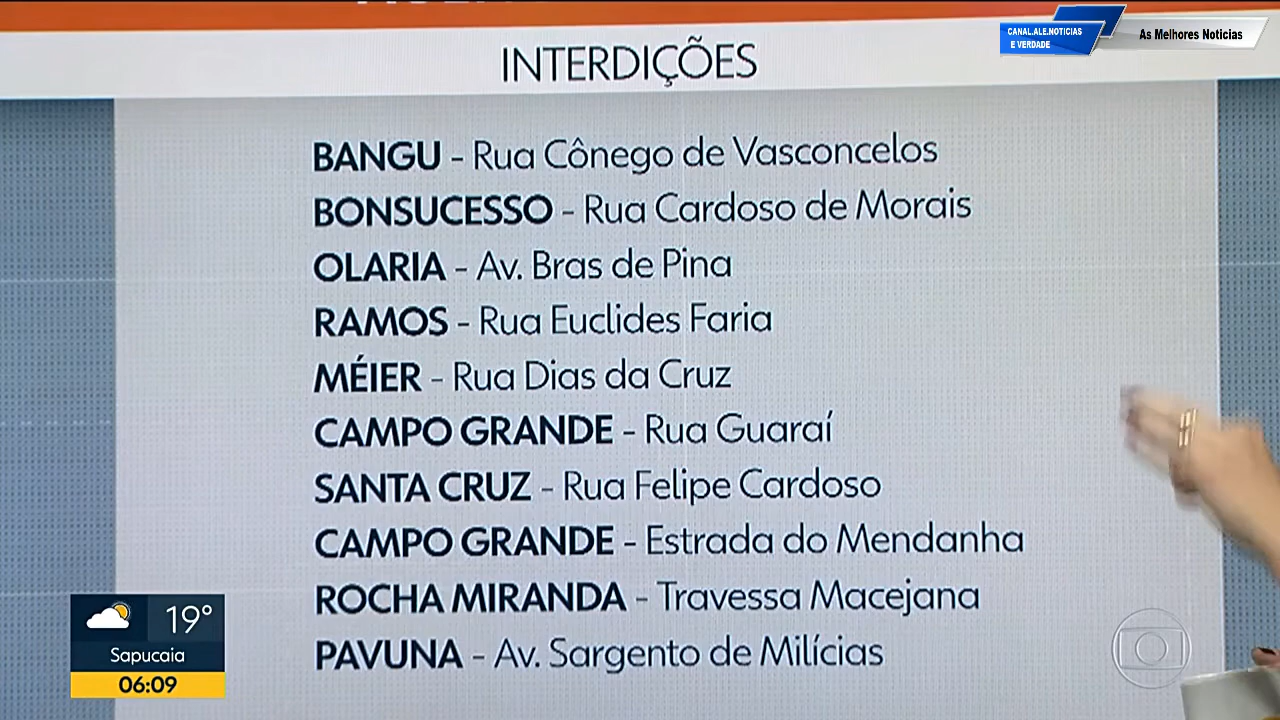 CANAL.ALE.NOTICIAS
E VERDADE
As Melhores Noticias
INTERDIÇÕES
BANGU - Rua Cônego de Vasconcelos
BONSUCESSO - Rua Cardoso de Morais
OLARIA - Av. Bras de Pina
RAMOS - Rua Euclides Faria
MÉIER - Rua Dias da Cruz
CAMPO GRANDE - Rua Guaraí
SANTA CRUZ - Rua Felipe Cardoso
CAMPO GRANDE - Estrada do Mendanha
ROCHA MIRANDA - Travessa Macejana
PAVUNA - Av. Sargento de Milícias
19°
Sapucaia
06:09